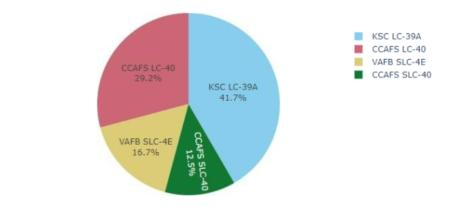 KSC LC-39A
41.7%
CCAFS LC-40
29.2%
VAFB SLC-4E
16.7%
CCAFS SLC-40
12.5%
KSC LC-39A
CCAFS LC-40
VAFB SLC-4E
CCAFS SLC-40